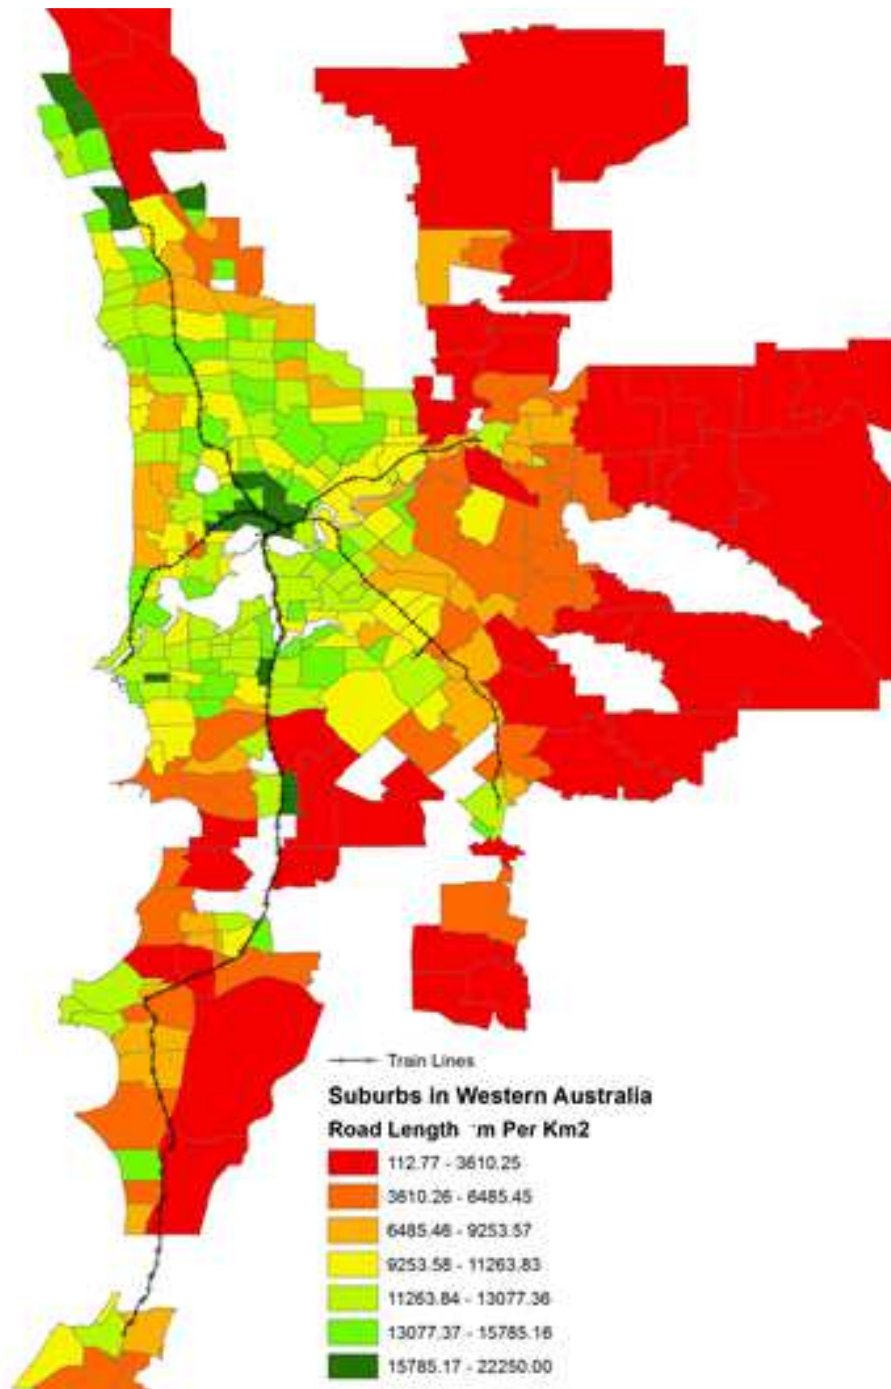 Train Lines
Suburbs in Western Australia
Road Length m Per Km2
112.77 - 3610.25
3610.26 - 6485.45
6485.46 - 9253.57
9253.58 - 11263.83
11263.84 - 13077.36
13077.37 - 15785.16
15785.17 - 22250.00